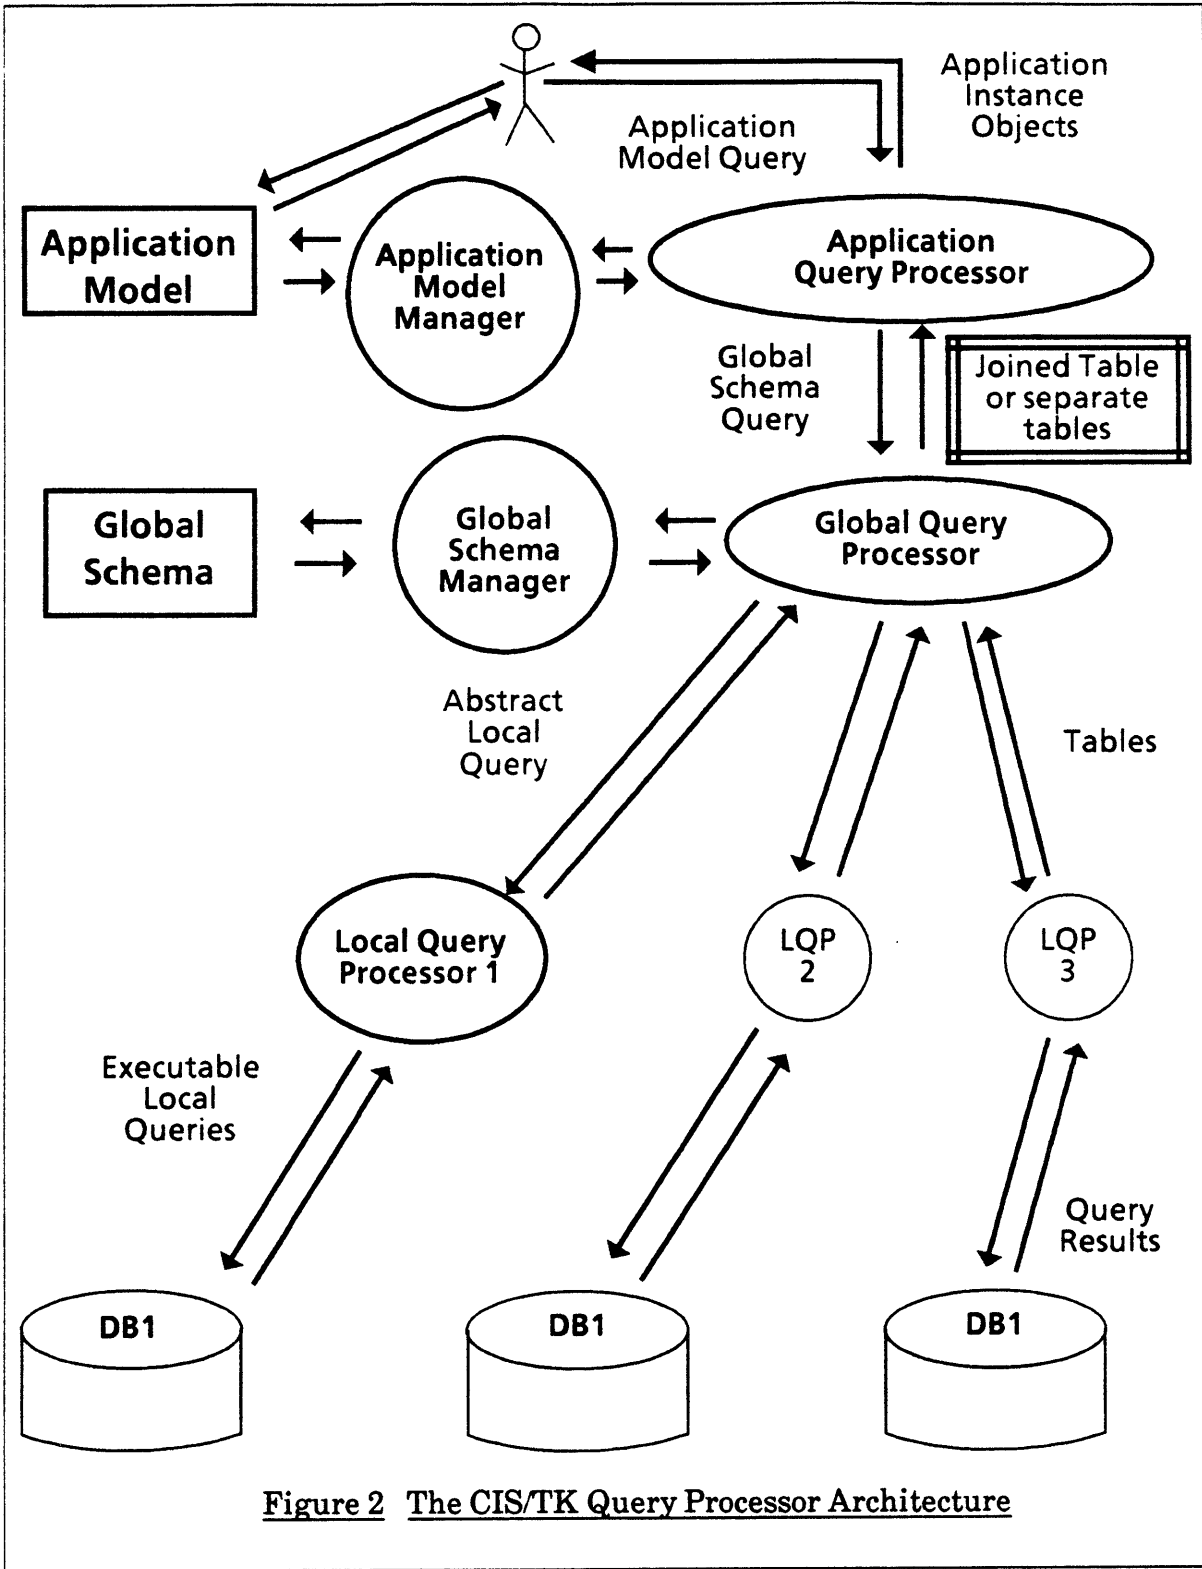 Application
Instance
Objects
Application
Model Query
Application
Model
Application
Model
Manager
Application
Query Processor
Global
Schema
Query
Joined Table
or separate
tables
Global
Schema
Global
Schema
Manager
Global Query
Processor
Abstract
Local
Query
Tables
Local Query
Processor 1
LQP
2
LQP
3
Executable
Local
Queries
Query
Results
DB1
DB1
DB1
Figure 2 The CIS/TK Query Processor Architecture